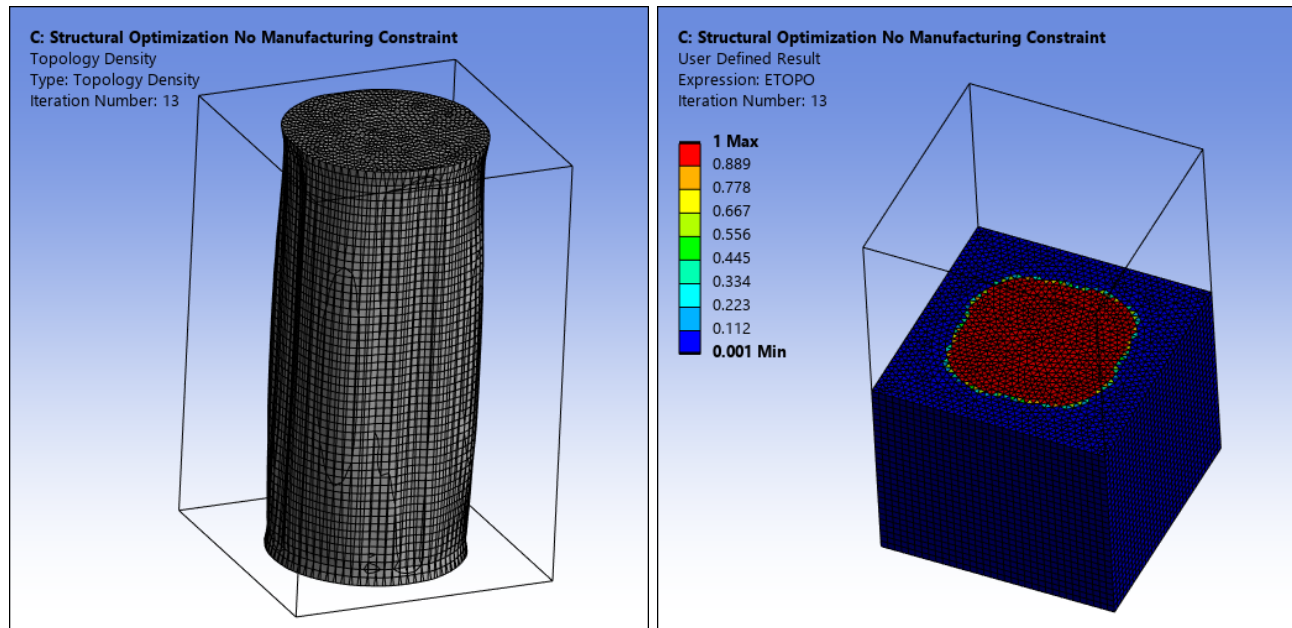 C: Structural Optimization No Manufacturing Constraint
Topology Density
Type: Topology Density
Iteration Number: 13
C: Structural Optimization No Manufacturing Constraint
User Defined Result
Expression: ETOPO
Iteration Number: 13
1 Max
0.889
0.778
0.667
0.556
0.445
0.334
0.223
0.112
0.001 Min